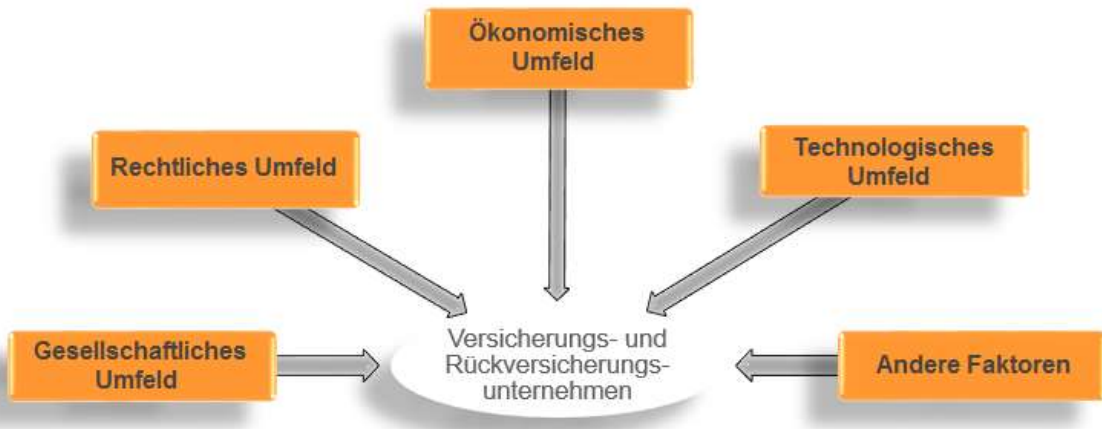 Ökonomisches
Umfeld
Rechtliches Umfeld
Technologisches
Umfeld
Gesellschaftliches
Umfeld
Versicherungs- und
Rückversicherungs-
unternehmen
Andere Faktoren